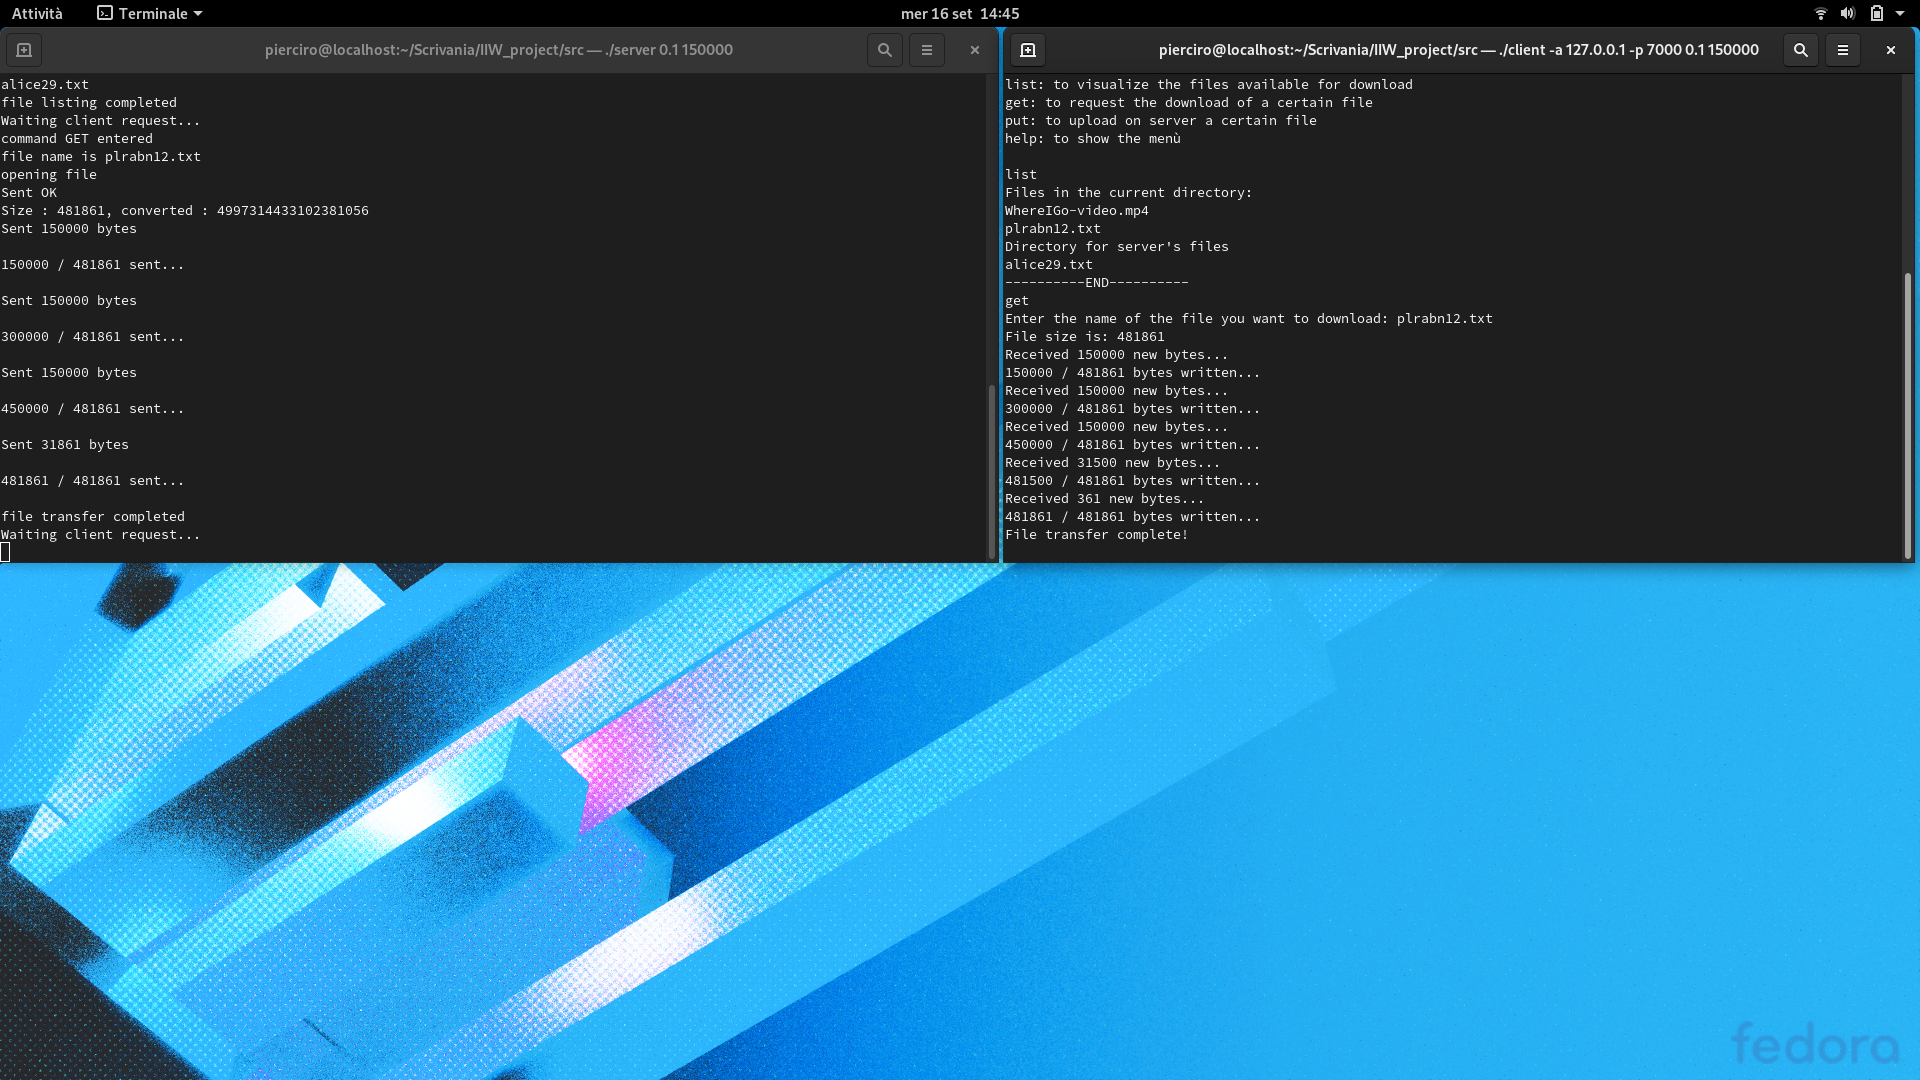 Attività
Terminale
mer 16 set 14:45
pierciro@localhost:~/Scrivania/IIW_project/src — ./server 0.1 150000
alice29.txt
file listing completed
Waiting client request...
command GET entered
file name is plrabn12.txt
opening file
Sent OK
Size : 481861, converted : 4997314433102381056
Sent 150000 bytes
150000 / 481861 sent...
Sent 150000 bytes
300000 / 481861 sent...
Sent 150000 bytes
450000 / 481861 sent...
Sent 31861 bytes
481861 / 481861 sent...
file transfer completed
Waiting client request...
pierciro@localhost:~/Scrivania/IIW_project/src — ./client -a 127.0.0.1 -p 7000 0.1 150000
list: to visualize the files available for download
get: to request the download of a certain file
put: to upload on server a certain file
help: to show the menù
list
Files in the current directory:
WhereIGo-video.mp4
plrabn12.txt
Directory for server's files
alice29.txt
----------END----------
get
Enter the name of the file you want to download: plrabn12.txt
File size is: 481861
Received 150000 new bytes...
150000 / 481861 bytes written...
Received 150000 new bytes...
300000 / 481861 bytes written...
Received 150000 new bytes...
450000 / 481861 bytes written...
Received 31500 new bytes...
481500 / 481861 bytes written...
Received 361 new bytes...
481861 / 481861 bytes written...
File transfer complete!
fedora